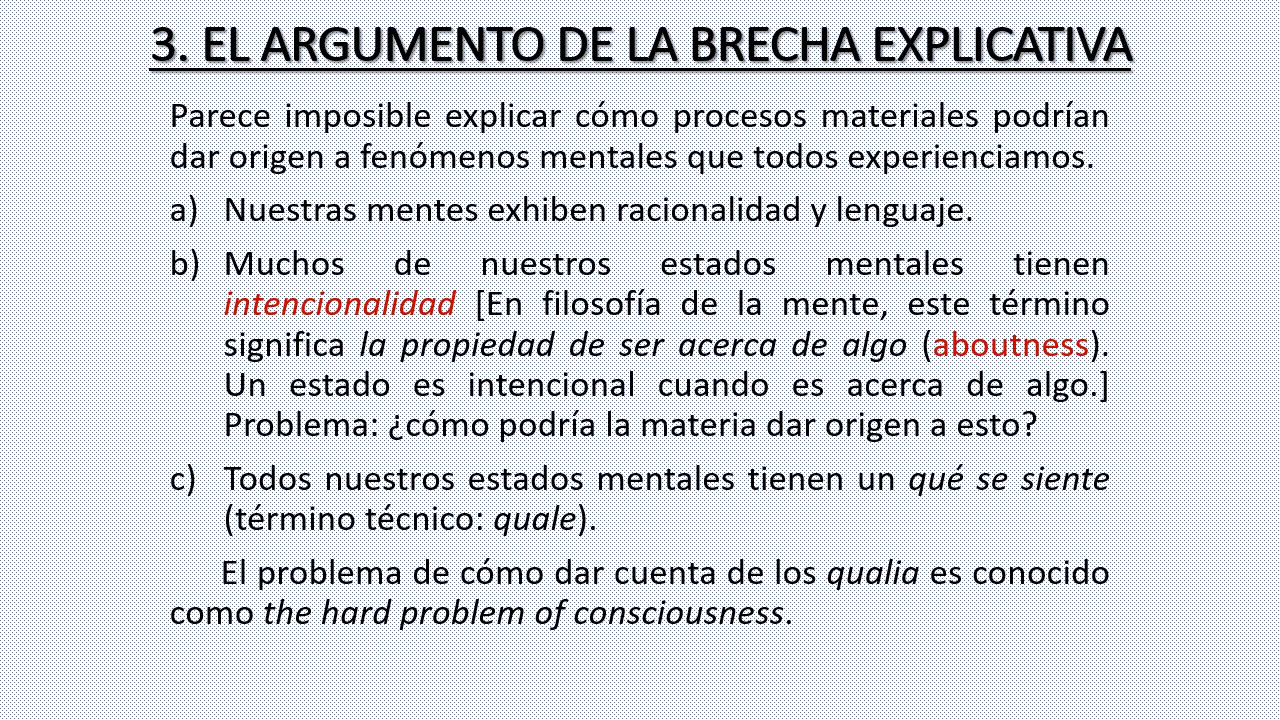 3. EL ARGUMENTO DE LA BRECHA EXPLICATIVA
Parece imposible explicar cómo procesos materiales podrían
dar origen a fenómenos mentales que todos experienciamos.
a) Nuestras mentes exhiben racionalidad y lenguaje.
b) Muchos de nuestros estados mentales tienen
intencionalidad [En filosofía de la mente, este término
significa la propiedad de ser acerca de algo (aboutness).
Un estado es intencional cuando es acerca de algo.]
Problema: ¿cómo podría la materia dar origen a esto?
c) Todos nuestros estados mentales tienen un qué se siente
(término técnico: quale).
El problema de cómo dar cuenta de los qualia es conocido
como the hard problem of consciousness.